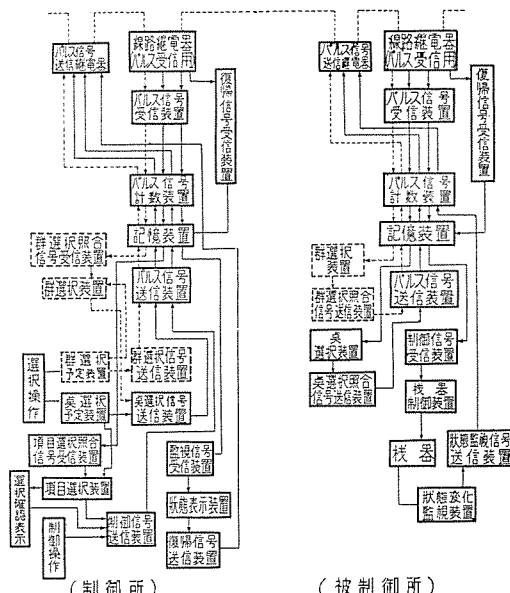 パルス信号
送信継電器
線路継電器
パルス受信用
パルス信号
受信装置
復帰信号受信装置
パルス信号
計数装置
記憶装置
群選択照合
信号受信装置
群選択装置
パルス信号
送信装置
群選択
予定装置
群選択信号
送信装置
選択操作
予定装置
送信装置
項目選択照合
信号受信装置
項目選択装置
選択確認表示
制御操作
制御信号
送信装置
監視信号
受信装置
状態表示装置
復帰信号
送信装置
(制御所)
パルス信号
送信継電器
線路継電器
パルス受信用
パルス信号
受信装置
復帰信号受信装置
パルス信号
計数装置
記憶装置
群選択
装置
群選択照合
信号送信装置
パルス信号
送信装置
選択装置
信号送信装置
制御信号
受信装置
機器
制御装置
機器
状態監視信号
送信装置
状態変化
監視装置
(被制御所)